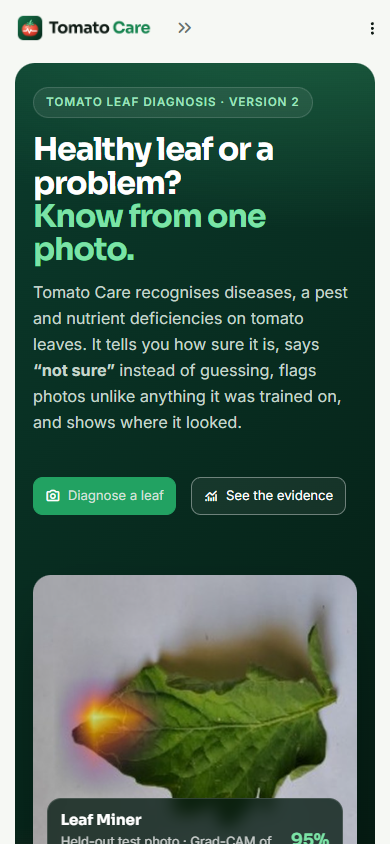 Tomato Care
TOMATO LEAF DIAGNOSIS · VERSION 2
Healthy leaf or a
problem?
Know from one
photo.
Tomato Care recognises diseases, a pest
and nutrient deficiencies on tomato
leaves. It tells you how sure it is, says
“not sure” instead of guessing, flags
photos unlike anything it was trained on,
and shows where it looked.
Diagnose a leaf
See the evidence
Leaf Miner
Held-out test photo · Grad-CAM of
95%